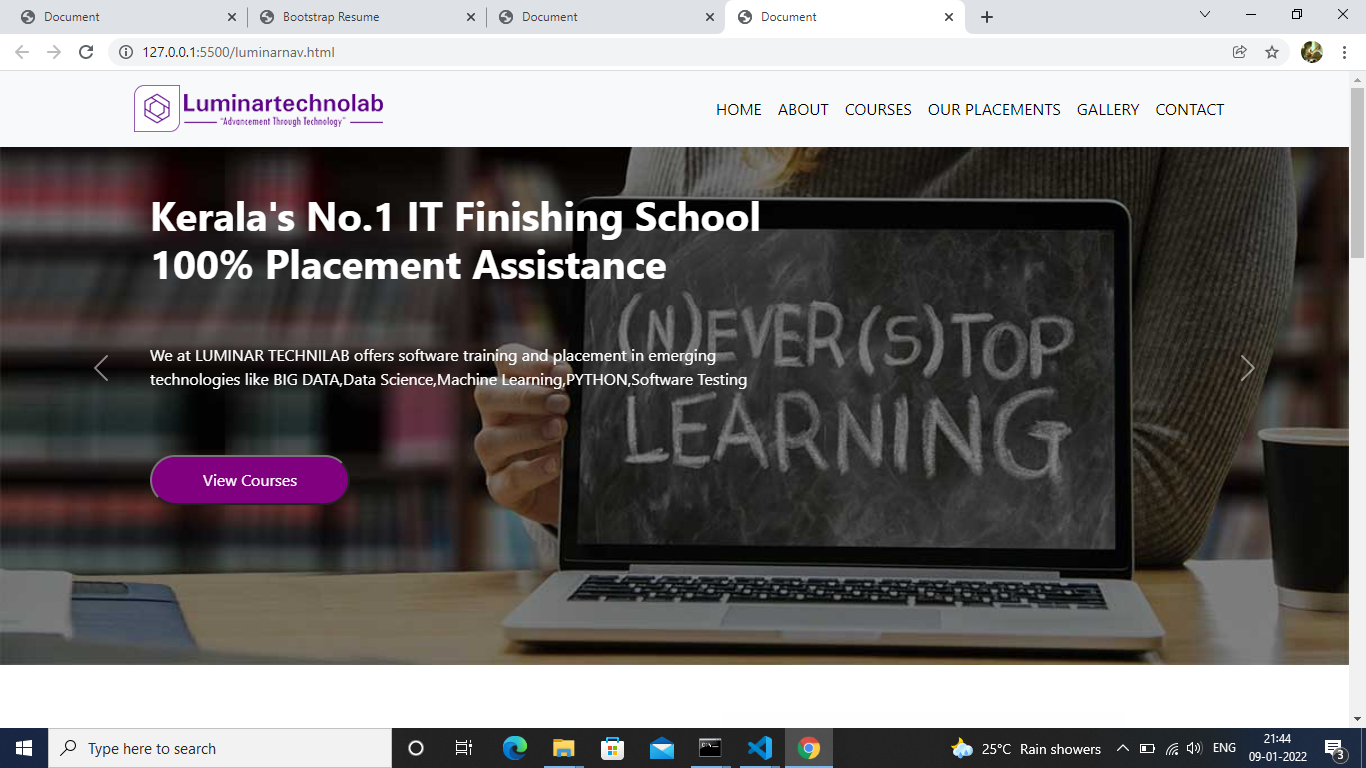 Document
Bootstrap Resume
Document
Document
127.0.0.1:5500/luminarnav.html
Luminartechnolab
"Advancement Through Technology"
HOME ABOUT COURSES OUR PLACEMENTS GALLERY CONTACT
Kerala's No.1 IT Finishing School
100% Placement Assistance
(N)EVER (S)TOP
LEARNING
We at LUMINAR TECHNILAB offers software training and placement in emerging
technologies like BIG DATA,Data Science,Machine Learning,PYTHON,Software Testing
View Courses
Type here to search
25°C Rain showers
ENG
21:44
09-01-2022
3